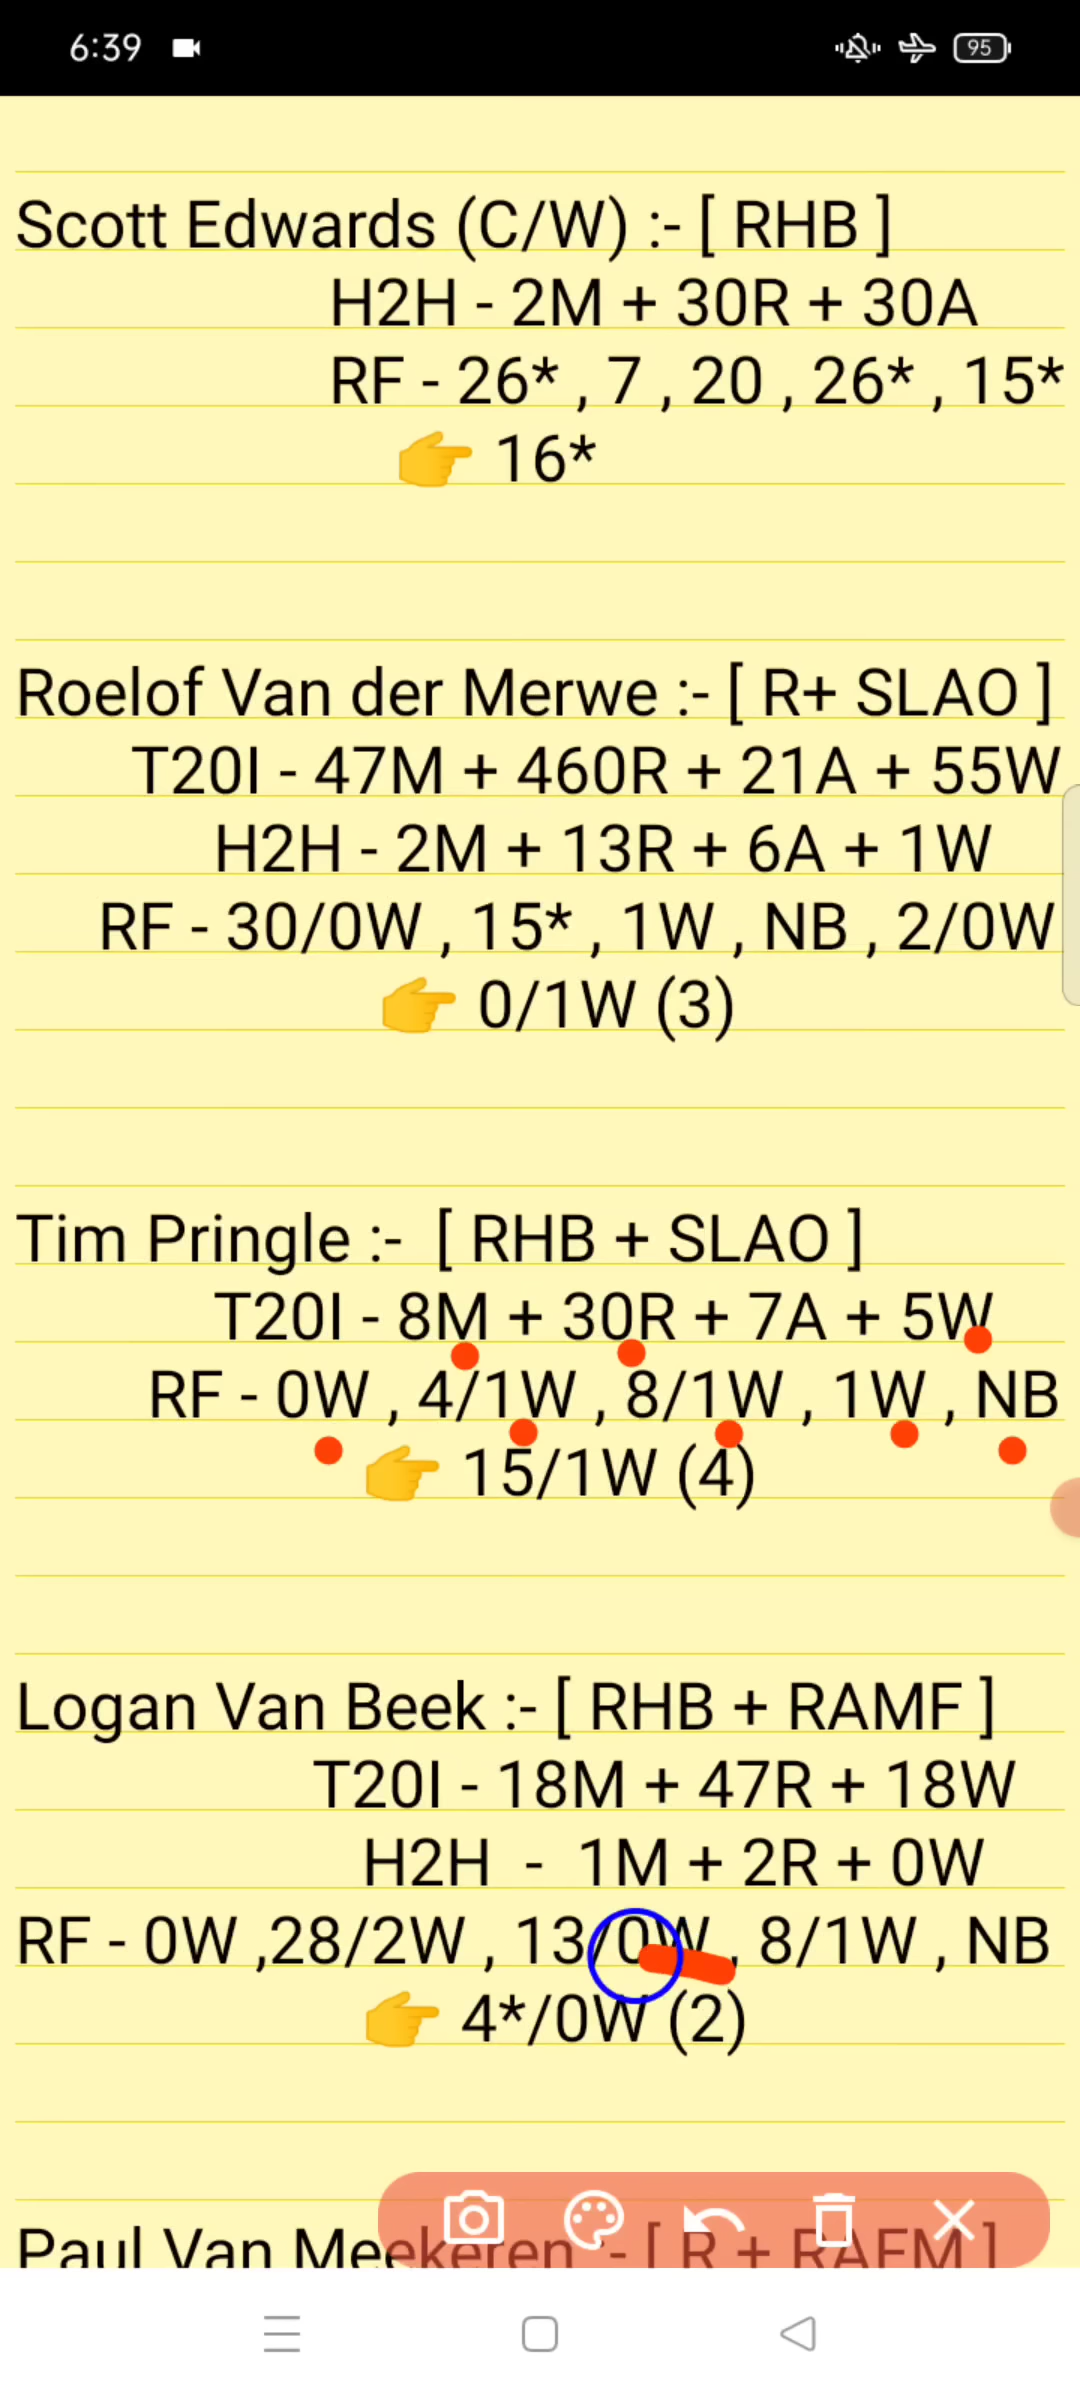 6:39
95
Scott Edwards (C/W) :- [ RHB ]
H2H - 2M + 30R + 30A
RF - 26* , 7 , 20 , 26* , 15*
👉 16*
Roelof Van der Merwe :- [ R+ SLAO ]
T20I - 47M + 460R + 21A + 55W
H2H - 2M + 13R + 6A + 1W
RF - 30/0W , 15* , 1W , NB , 2/0W
👉 0/1W (3)
Tim Pringle :- [ RHB + SLAO ]
T20I - 8M + 30R + 7A + 5W
RF - 0W , 4/1W , 8/1W , 1W , NB
👉 15/1W (4)
Logan Van Beek :- [ RHB + RAMF ]
T20I - 18M + 47R + 18W
H2H - 1M + 2R + 0W
RF - 0W ,28/2W , 13/0W , 8/1W , NB
👉 4*/0W (2)
Paul Van Meekeren :- [ R + RAFM ]